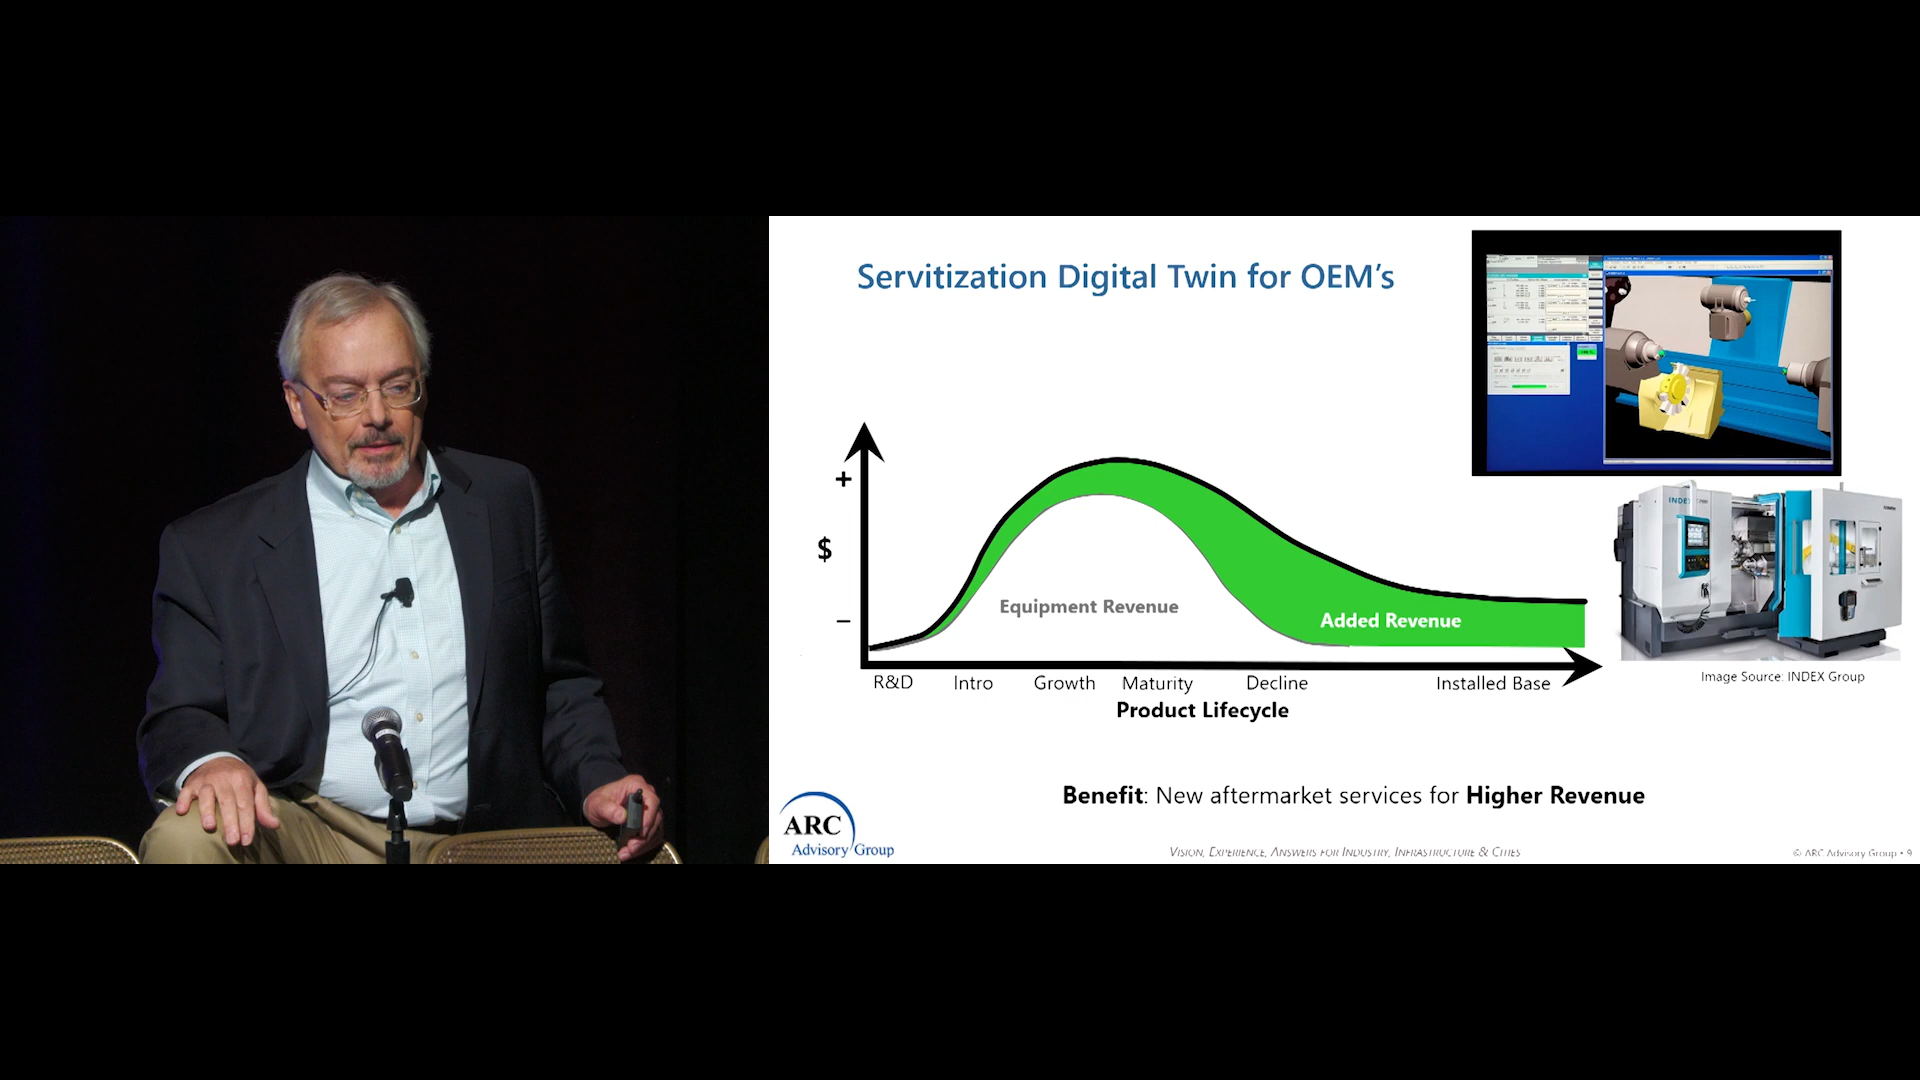 Servitization Digital Twin for OEM's
+
$
–
Equipment Revenue
Added Revenue
R&D Intro Growth Maturity Decline Installed Base
Product Lifecycle
INDEX
Image Source: INDEX Group
Benefit: New aftermarket services for Higher Revenue
ARC
Advisory Group
Vision, Experience, Answers for Industry, Infrastructure & Cities
© ARC Advisory Group • 9